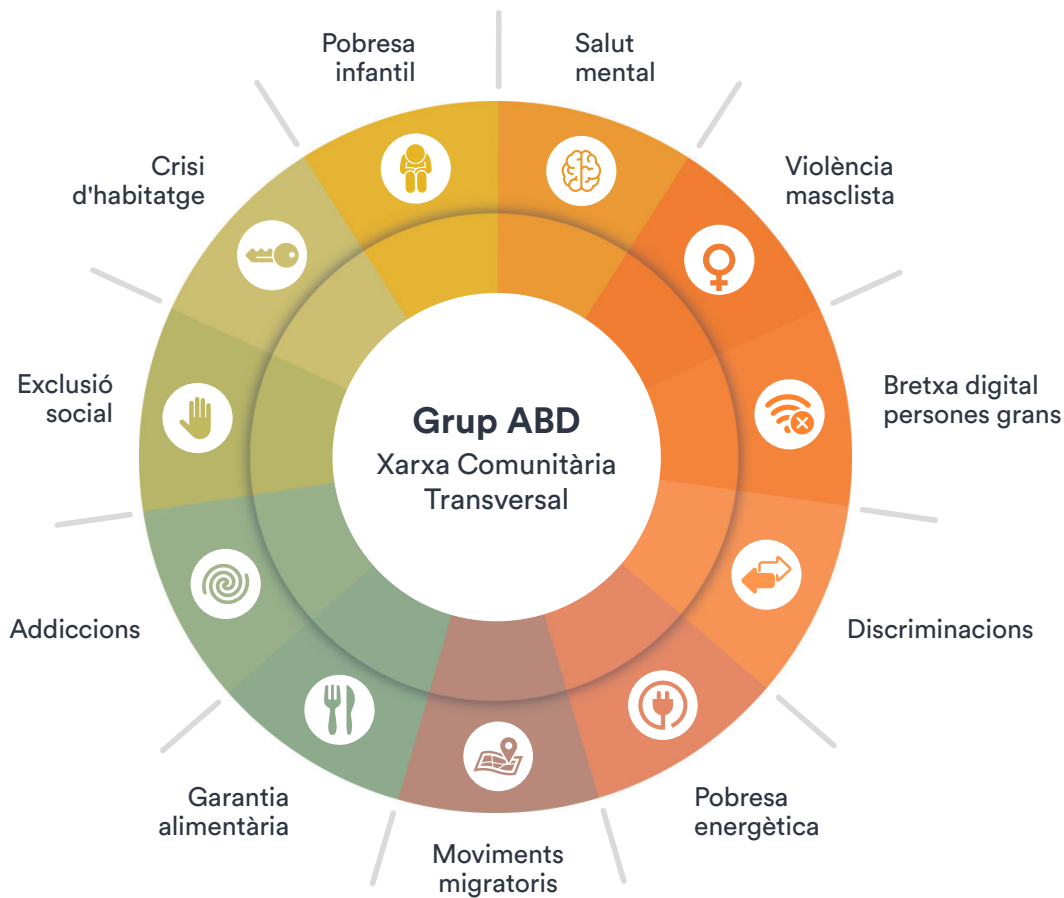 Pobresa
infantil
Salut
mental
Crisi
d'habitatge
Violència
masclista
Exclusió
social
Grup ABD
Xarxa Comunitària
Transversal
Bretxa digital
persones grans
Addiccions
Discriminacions
Garantia
alimentària
Pobresa
energètica
Moviments
migratoris